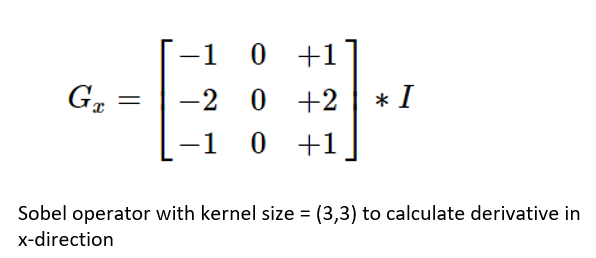 −1 0 +1
G_x = −2 0 +2 * I
−1 0 +1
Sobel operator with kernel size = (3,3) to calculate derivative in
x-direction